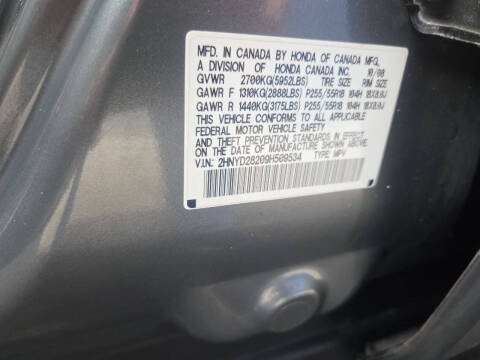 MFD. IN CANADA BY HONDA OF CANADA MFG.
A DIVISION OF HONDA CANADA INC. 10/08
GVWR 2700KG(5952LBS) TIRE SIZE RIM SIZE
GAWR F 1310KG(2888LBS) P255/55R18 104H 18X8.0J
GAWR R 1440KG(3175LBS) P255/55R18 104H 18X8.0J
THIS VEHICLE CONFORMS TO ALL APPLICABLE
FEDERAL MOTOR VEHICLE SAFETY
AND THEFT PREVENTION STANDARDS IN EFFECT
ON THE DATE OF MANUFACTURE SHOWN ABOVE.
V.I.N.: 2HNYD28209H509534 TYPE MPV